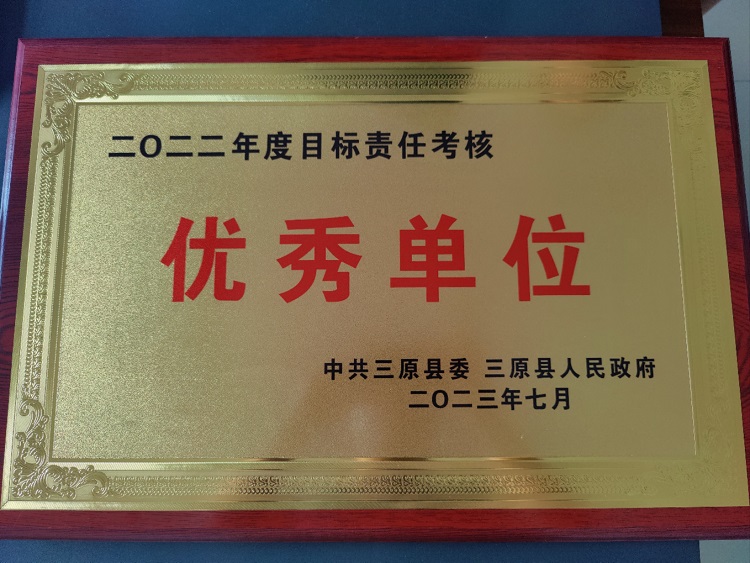 二〇二二年度目标责任考核
优秀单位
中共三原县委 三原县人民政府
二〇二三年七月